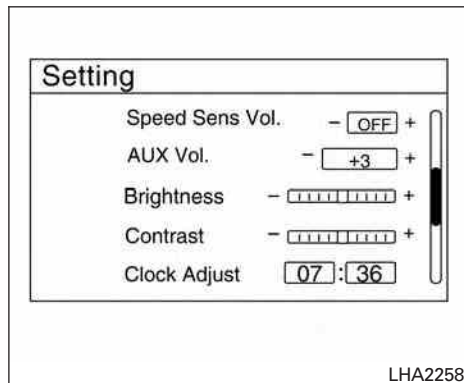 Setting
Speed Sens Vol. – OFF +
AUX Vol. – +3 +
Brightness – +
Contrast – +
Clock Adjust 07 : 36
LHA2258